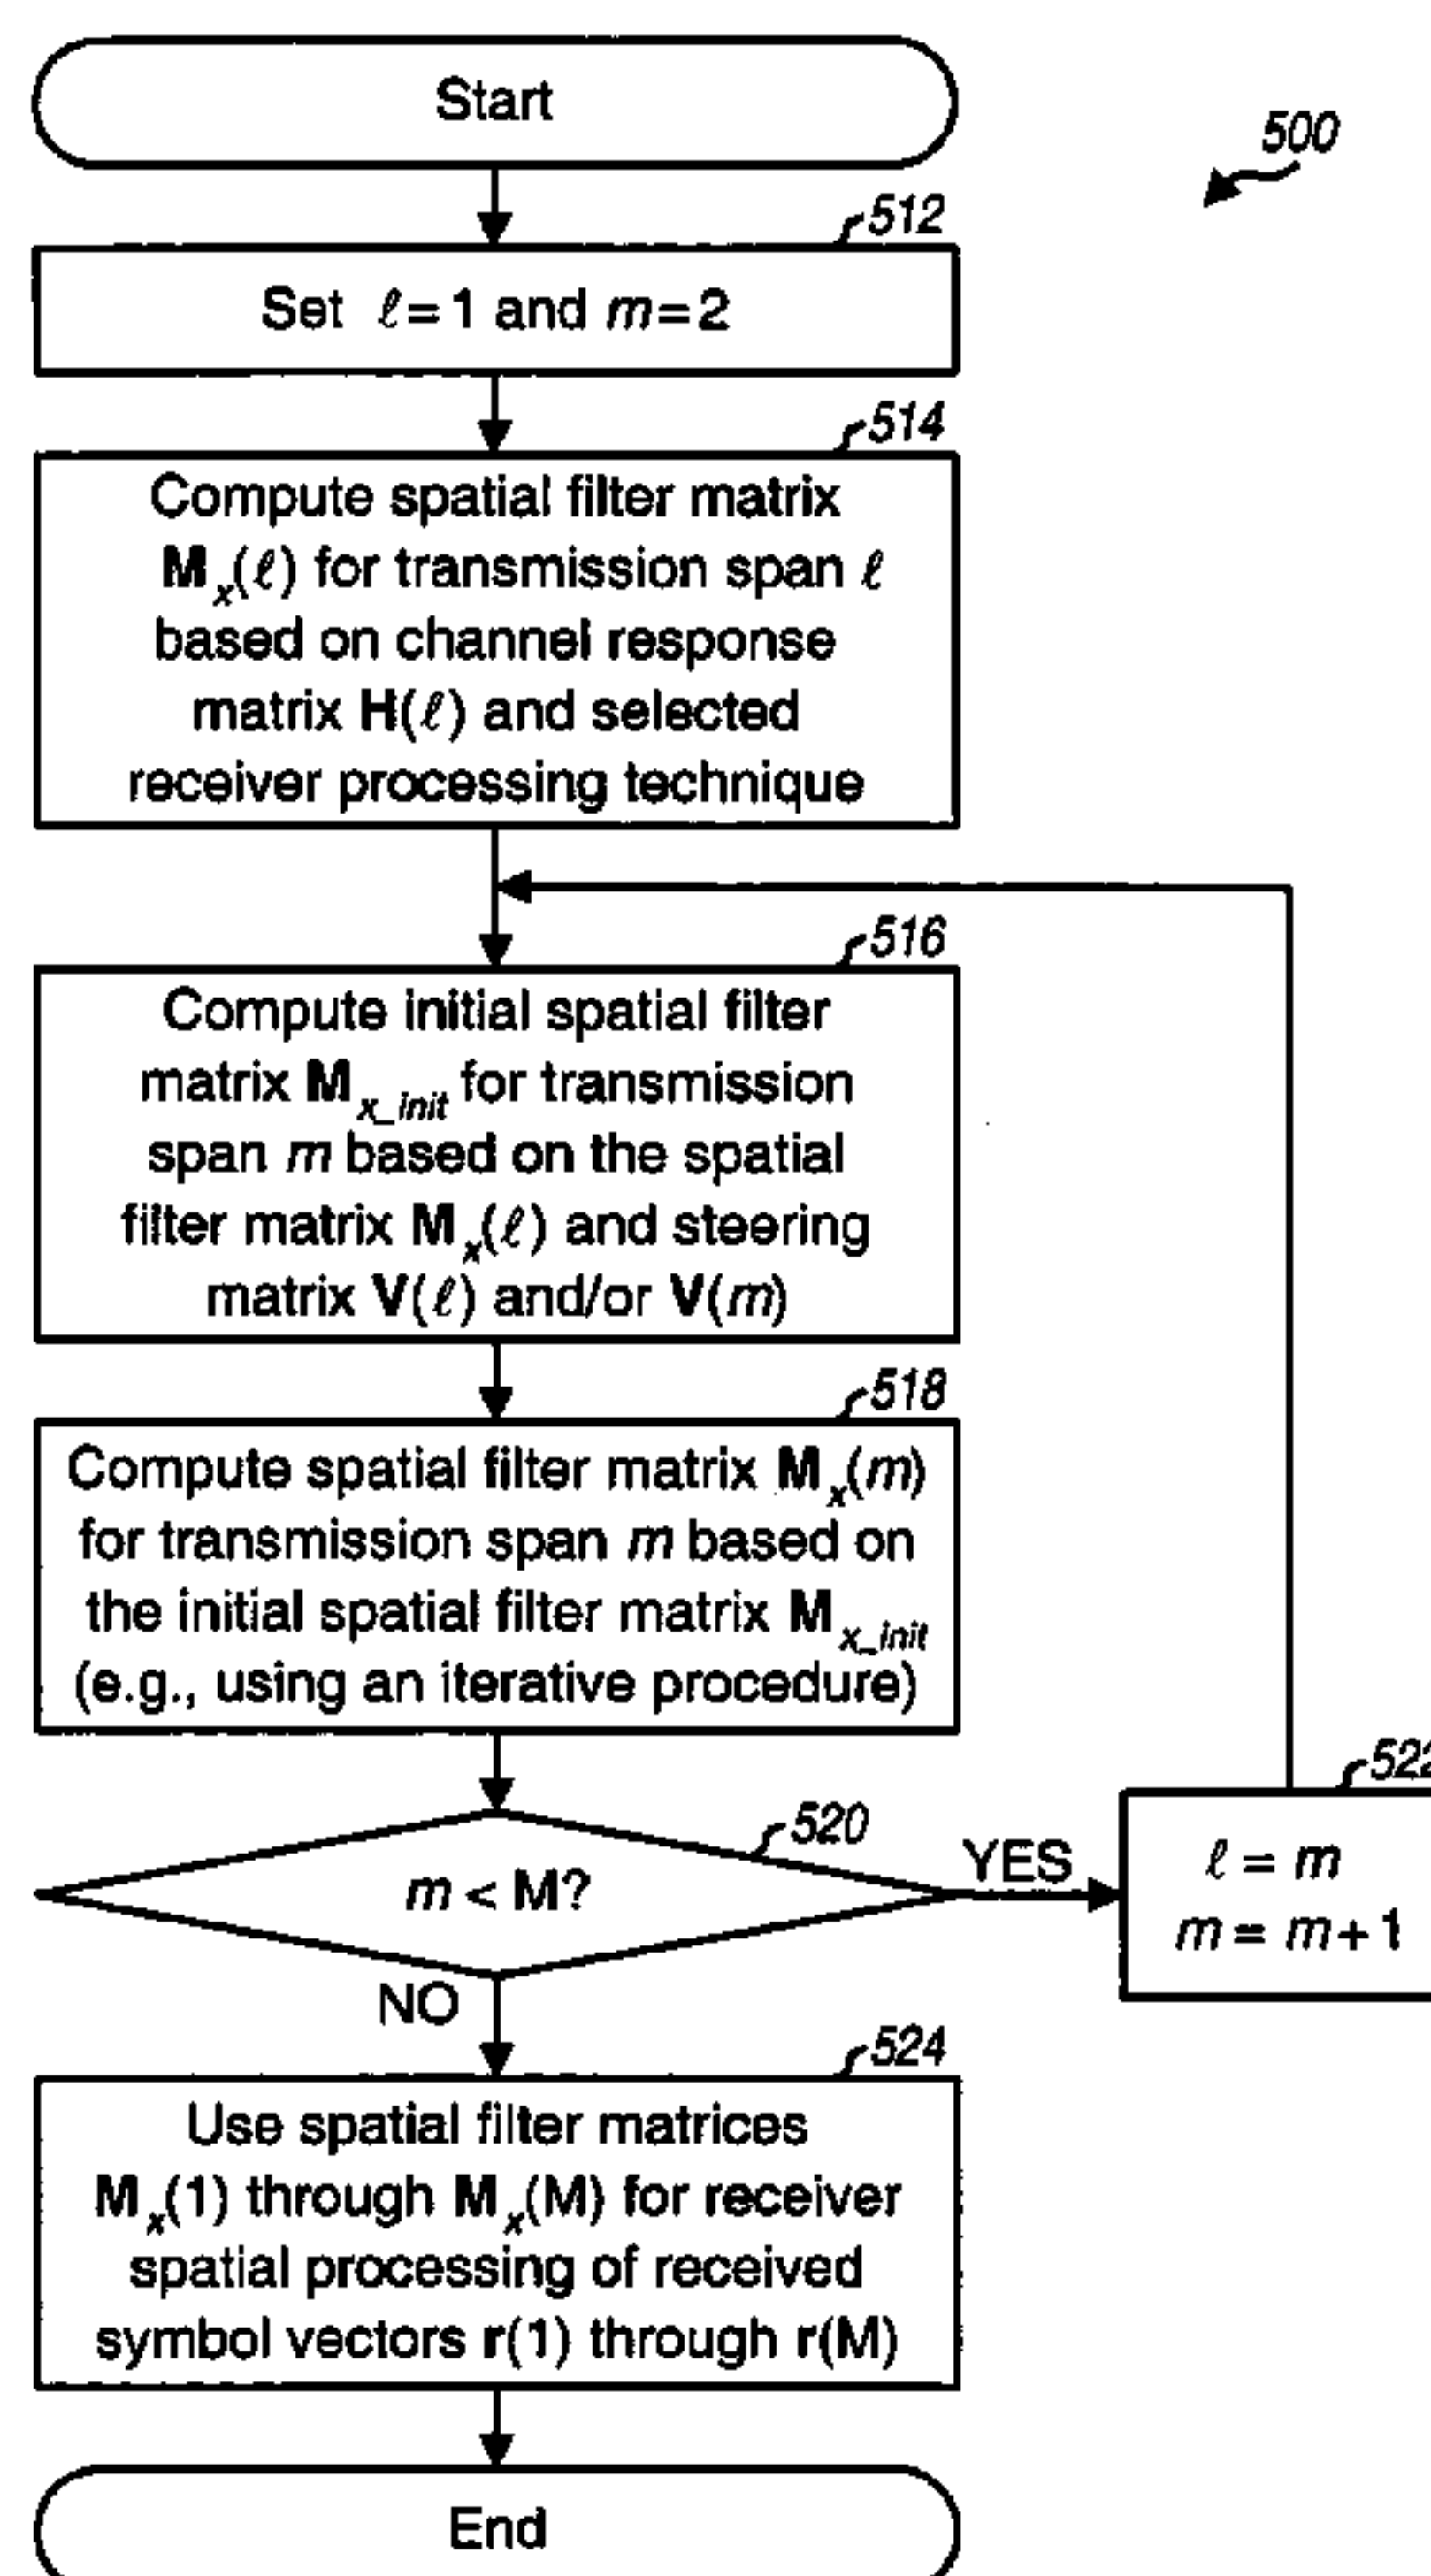 Start
500
512
Set ℓ=1 and m=2
514
Compute spatial filter matrix
Mx(ℓ) for transmission span ℓ
based on channel response
matrix H(ℓ) and selected
receiver processing technique
516
Compute initial spatial filter
matrix Mx_init for transmission
span m based on the spatial
filter matrix Mx(ℓ) and steering
matrix V(ℓ) and/or V(m)
518
Compute spatial filter matrix Mx(m)
for transmission span m based on
the initial spatial filter matrix Mx_init
(e.g., using an iterative procedure)
520
m < M?
YES
522
ℓ = m
m = m+1
NO
524
Use spatial filter matrices
Mx(1) through Mx(M) for receiver
spatial processing of received
symbol vectors r(1) through r(M)
End